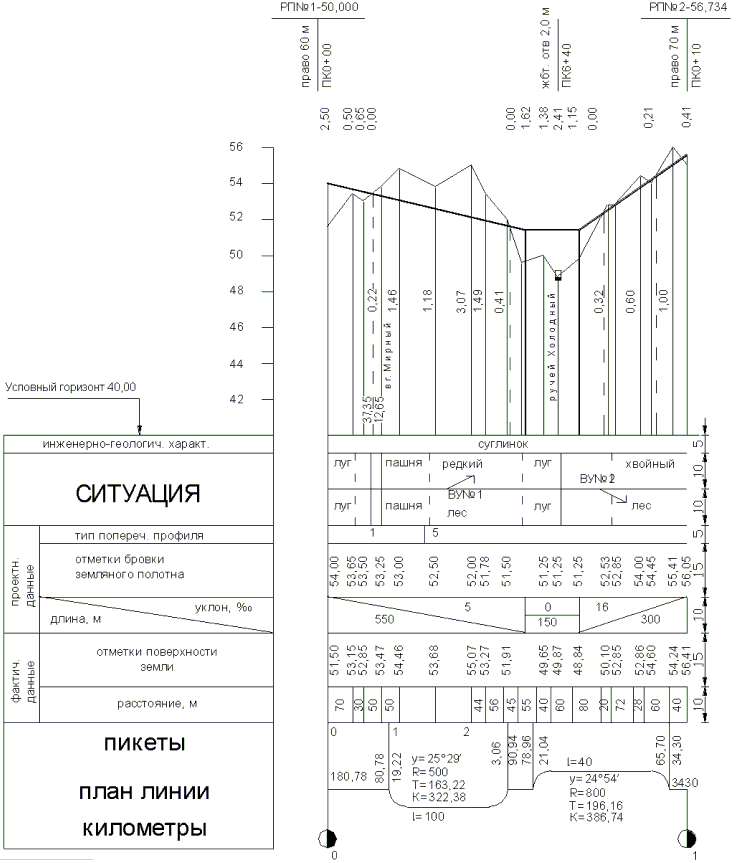 РП№1-50,000
РП№2-56,734
право 60 м
ПК0+00
жбт. отв 2,0 м
ПК6+40
право 70 м
ПК0+10
2,50 0,50 0,65 0,00 0,00 1,62 1,38 2,41 1,15 0,00 0,21 0,41
56
54
52
50
48
46
44
42
0,22 1,46 1,18 3,07 1,49 0,41 0,32 0,60 1,00
вг.Мирный
ручей Холодный
37,35 12,65
Условный горизонт 40,00
инженерно-геологич. характ.
суглинок
5
СИТУАЦИЯ
луг пашня редкий луг хвойный
10
ВУ№1
ВУ№2
луг пашня лес луг лес
10
тип попереч. профиля
1 5
5
проектн. данные
отметки бровки
земляного полотна
54,00 53,65 53,50 53,25 53,00 52,50 52,00 51,78 51,50 51,25 51,25 51,25 52,53 52,85 54,00 54,45 55,41 56,05
15
уклон, ‰
длина, м
5 0 16
550 150 300
10
фактич. данные
отметки поверхности
земли
51,50 53,15 52,85 53,47 54,46 53,68 55,07 53,27 51,91 49,65 49,87 48,84 50,10 52,85 52,86 54,60 54,24 56,41
15
расстояние, м
70 30 50 50 44 56 45 55 40 60 80 20 72 28 60 40
10
пикеты
0 1 2
план линии
180,78 80,78 19,22 3,06 90,94 78,96 21,04 65,70 34,30 3430
у= 25°29′
R=500
Т=163,22
К=322,38
l=100
l=40
у= 24°54′
R=800
Т=196,16
К=386,74
километры
0 1